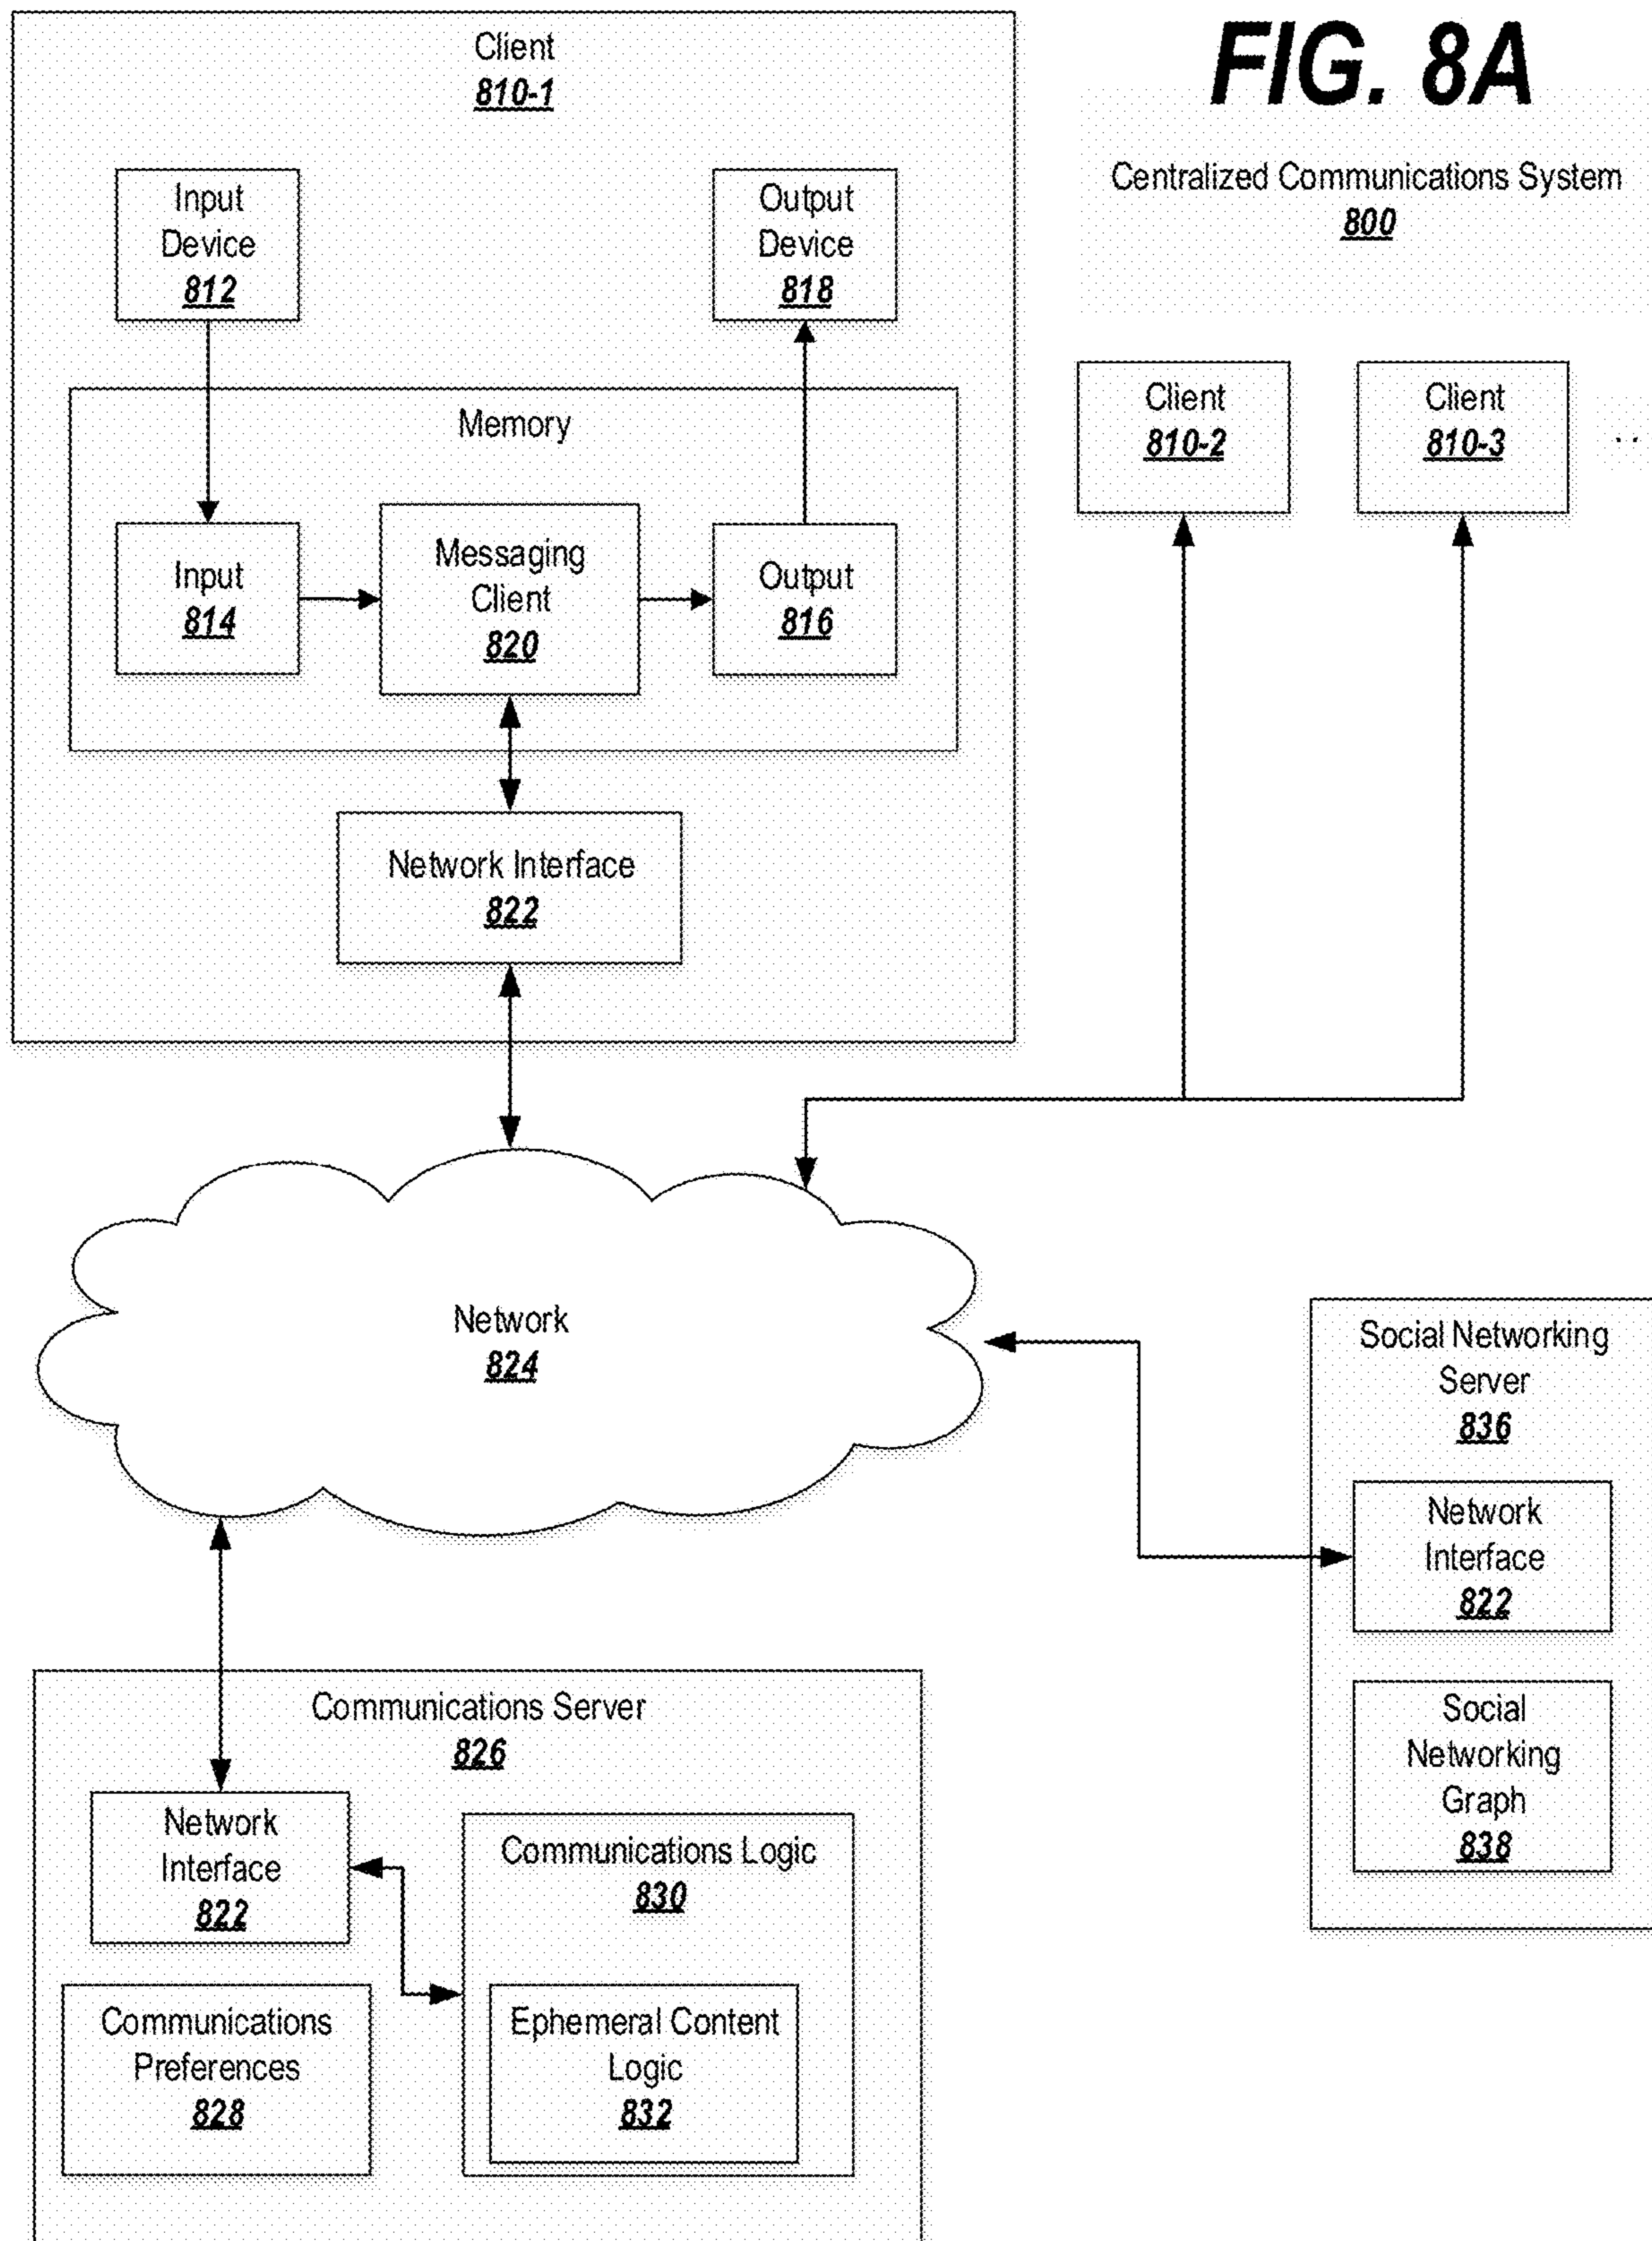 FIG. 8A
Centralized Communications System
800
Client
810-1
Input
Device
812
Output
Device
818
Memory
Input
814
Messaging
Client
820
Output
816
Network Interface
822
Client
810-2
Client
810-3
..
Network
824
Social Networking
Server
836
Network
Interface
822
Social
Networking
Graph
838
Communications Server
826
Network
Interface
822
Communications Logic
830
Communications
Preferences
828
Ephemeral Content
Logic
832